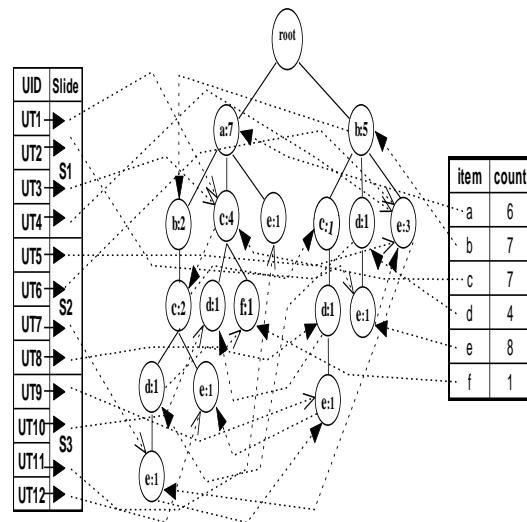 root
UID Slide
UT1
UT2
S1
UT3
UT4
UT5
UT6
S2
UT7
UT8
UT9
UT10
S3
UT11
UT12
a:7 b:5
b:2 c:4 e:1 c:1 d:1 e:3
c:2 d:1 f:1 d:1 e:1
d:1 e:1 e:1
e:1
item count
a 6
b 7
c 7
d 4
e 8
f 1